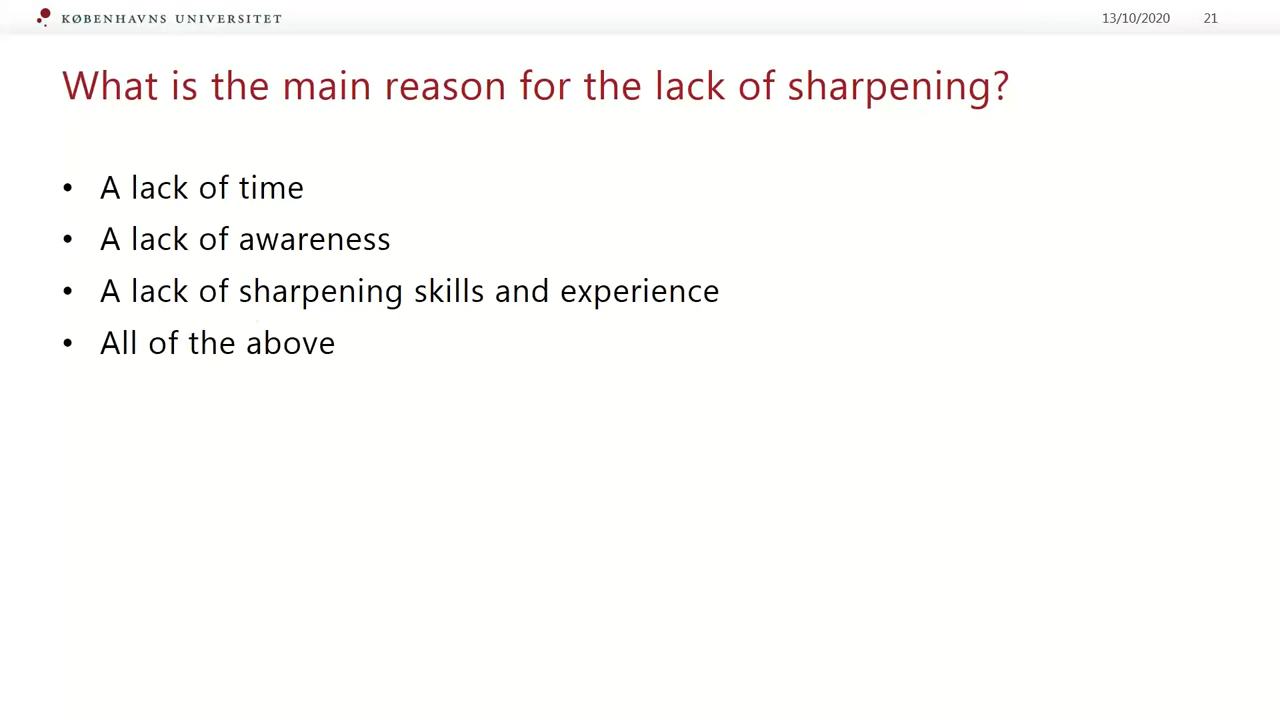 KØBENHAVNS UNIVERSITET
13/10/2020 21
What is the main reason for the lack of sharpening?
• A lack of time
• A lack of awareness
• A lack of sharpening skills and experience
• All of the above